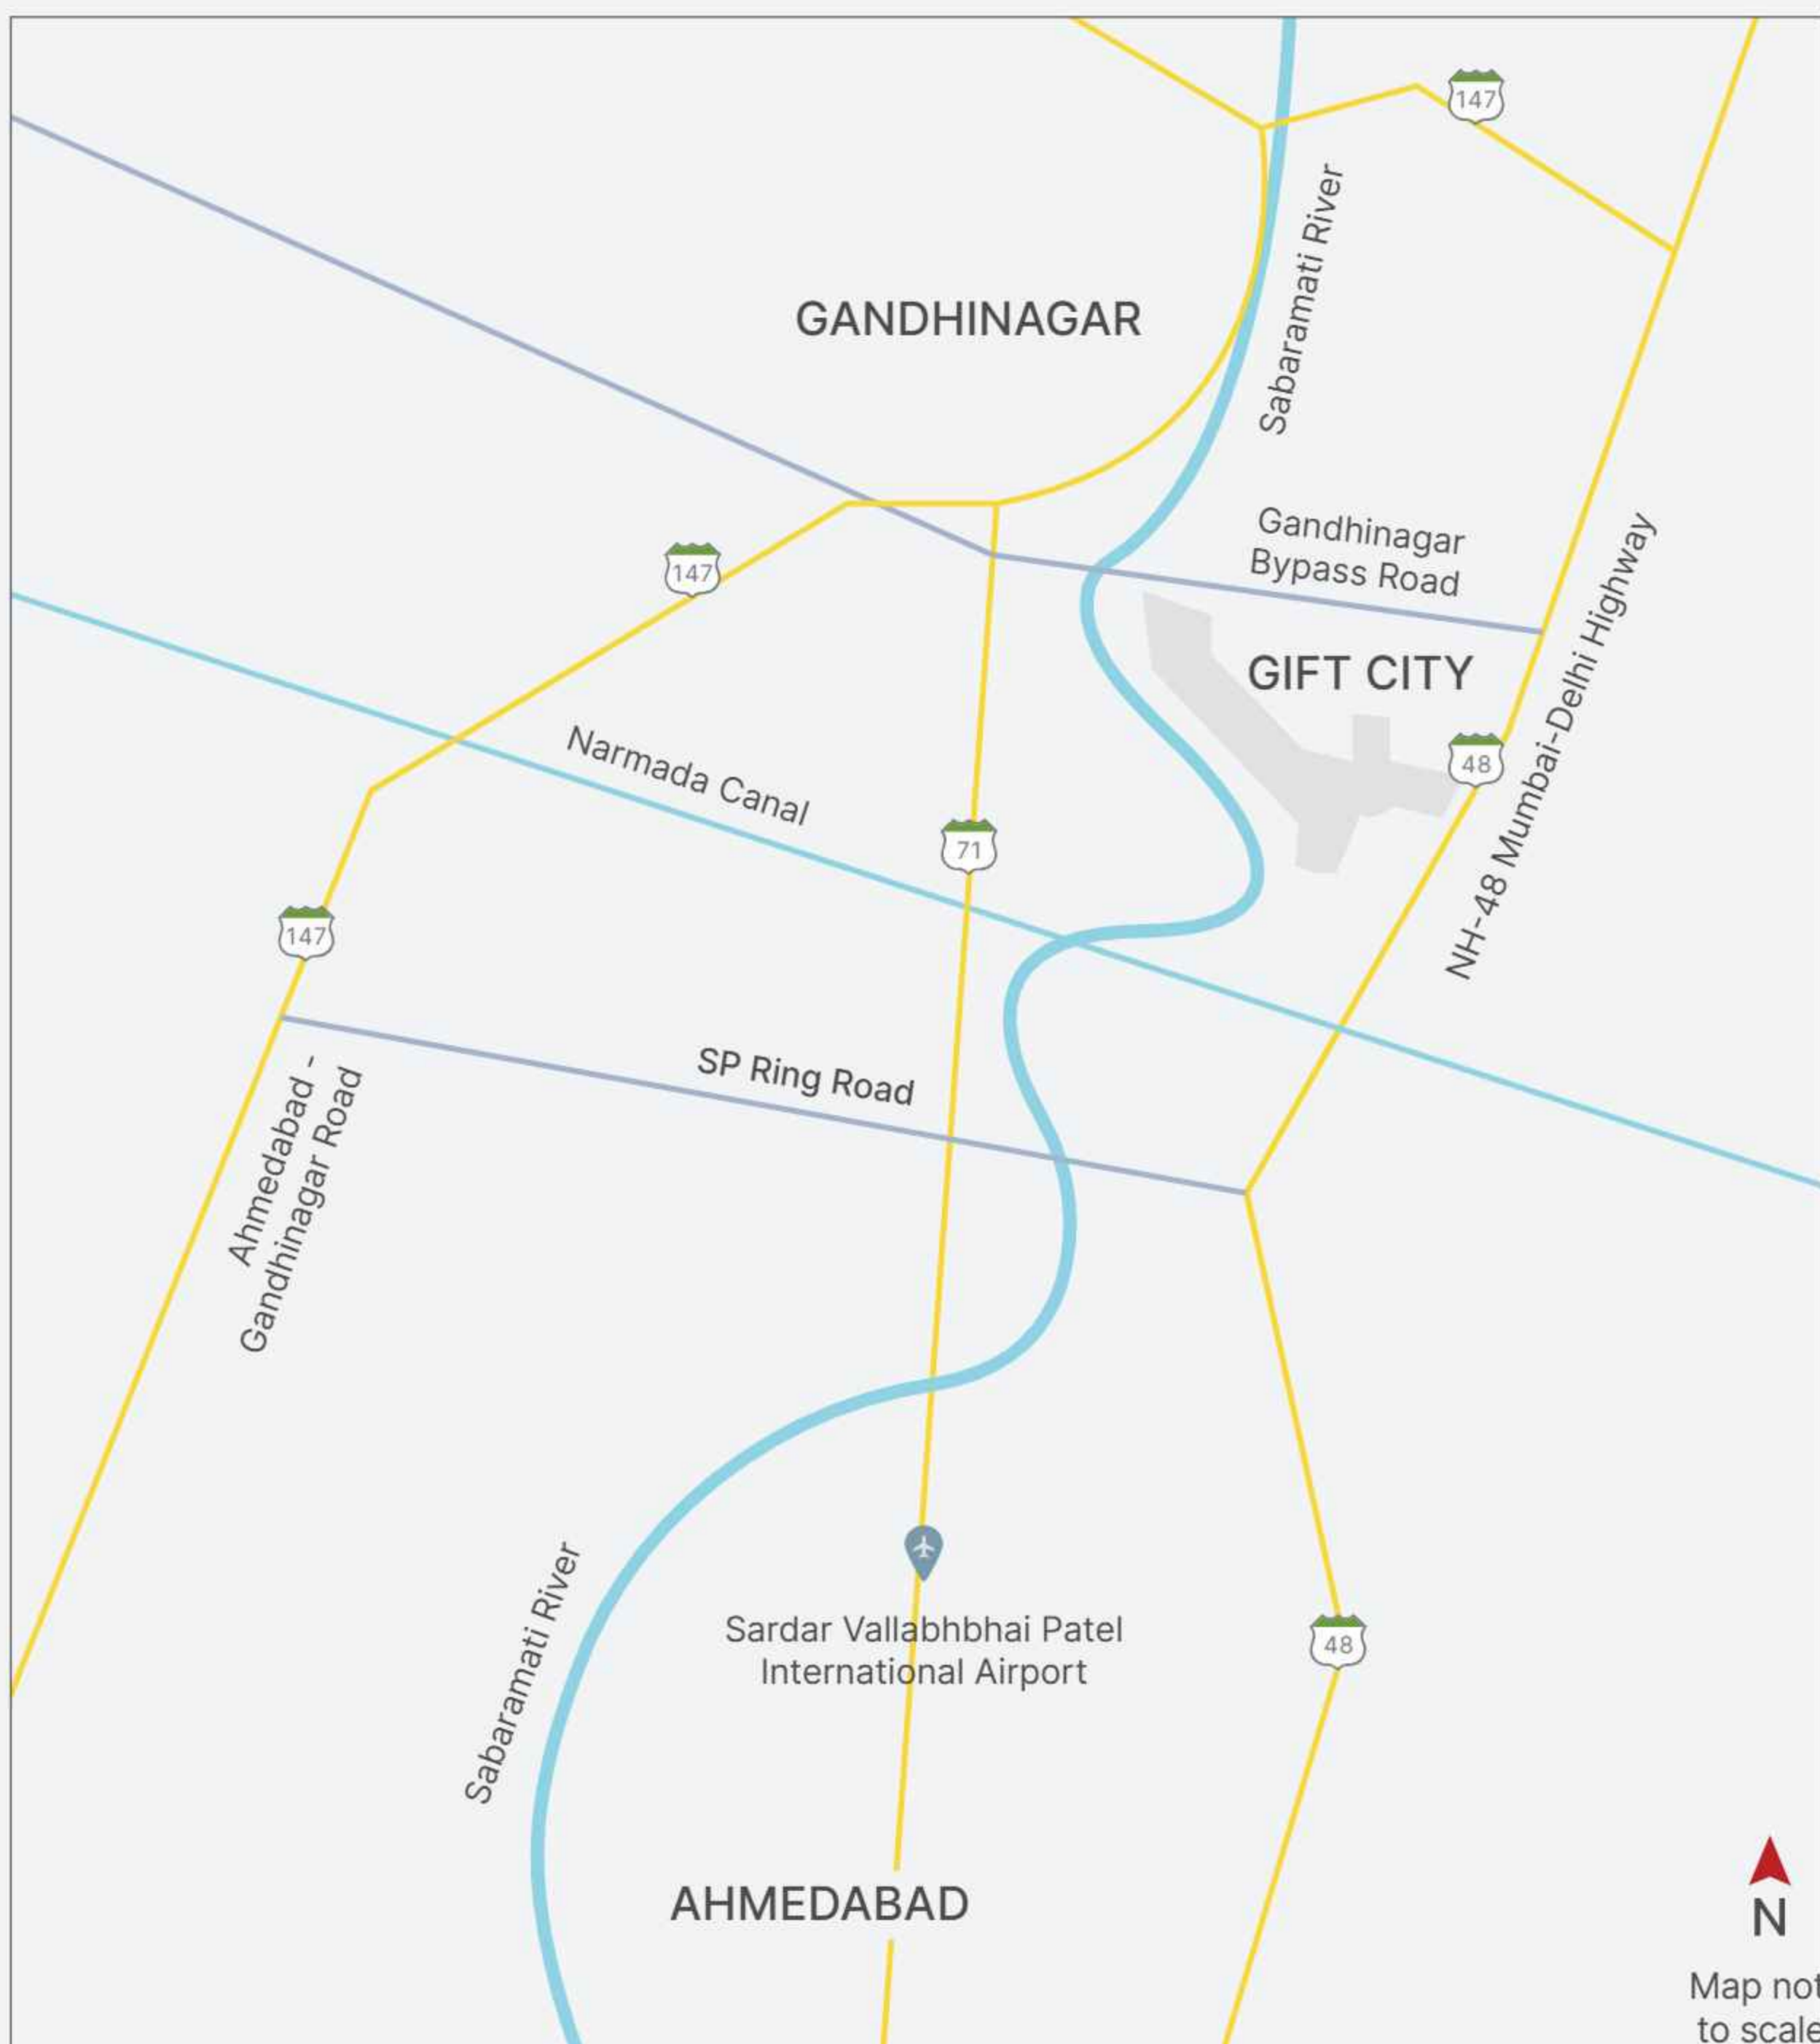 147
Sabaramati River
GANDHINAGAR
Gandhinagar
Bypass Road
147
GIFT CITY
NH-48 Mumbai-Delhi Highway
48
Narmada Canal
71
147
SP Ring Road
Ahmedabad -
Gandhinagar Road
Sabaramati River
Sardar Vallabhbhai Patel
International Airport
48
AHMEDABAD
N
Map not
to scale